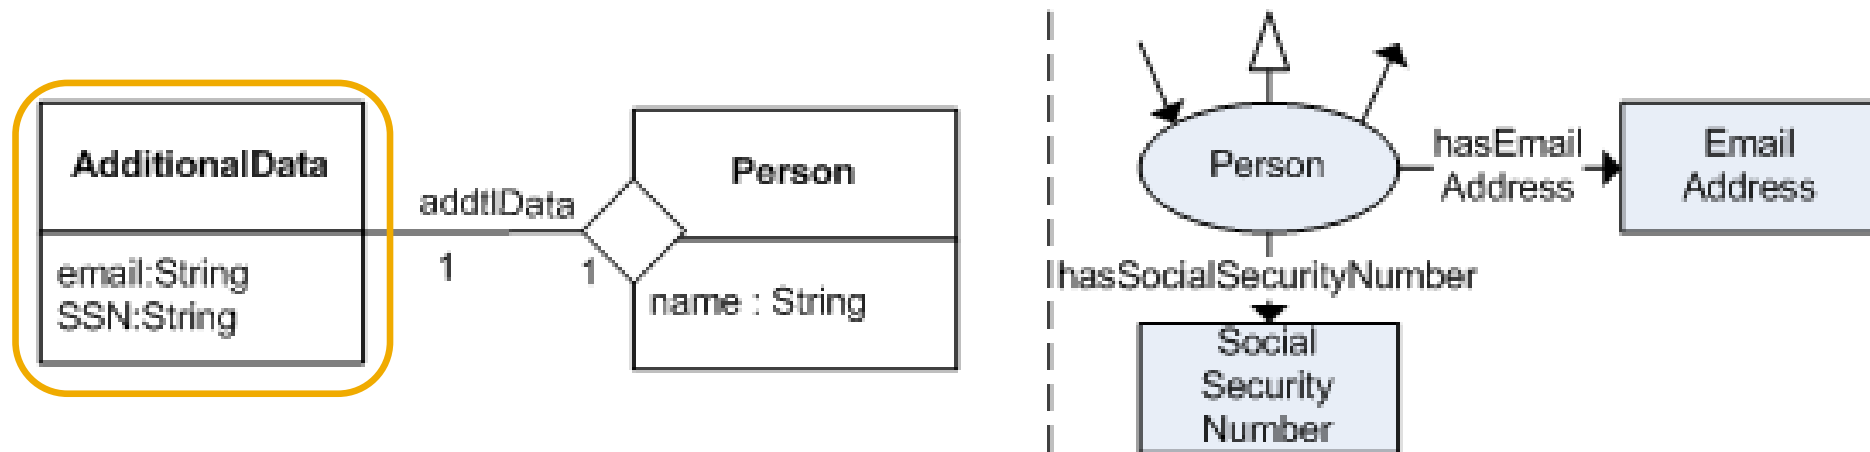 AdditionalData
email:String
SSN:String
addtlData
1
1
Person
name : String
Person
hasEmail
Address
Email
Address
hasSocialSecurityNumber
Social
Security
Number